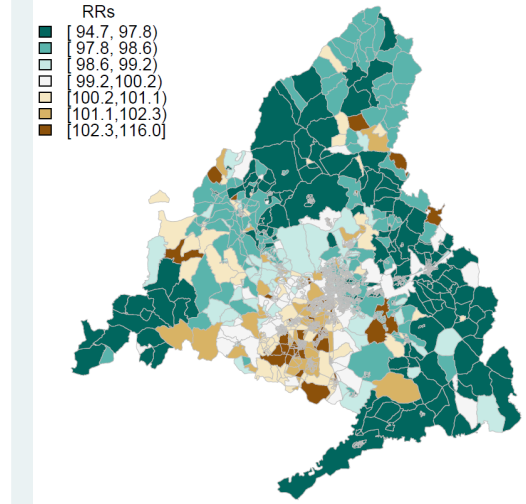 RRs
[ 94.7, 97.8)
[ 97.8, 98.6)
[ 98.6, 99.2)
[ 99.2,100.2)
[100.2,101.1)
[101.1,102.3)
[102.3,116.0]